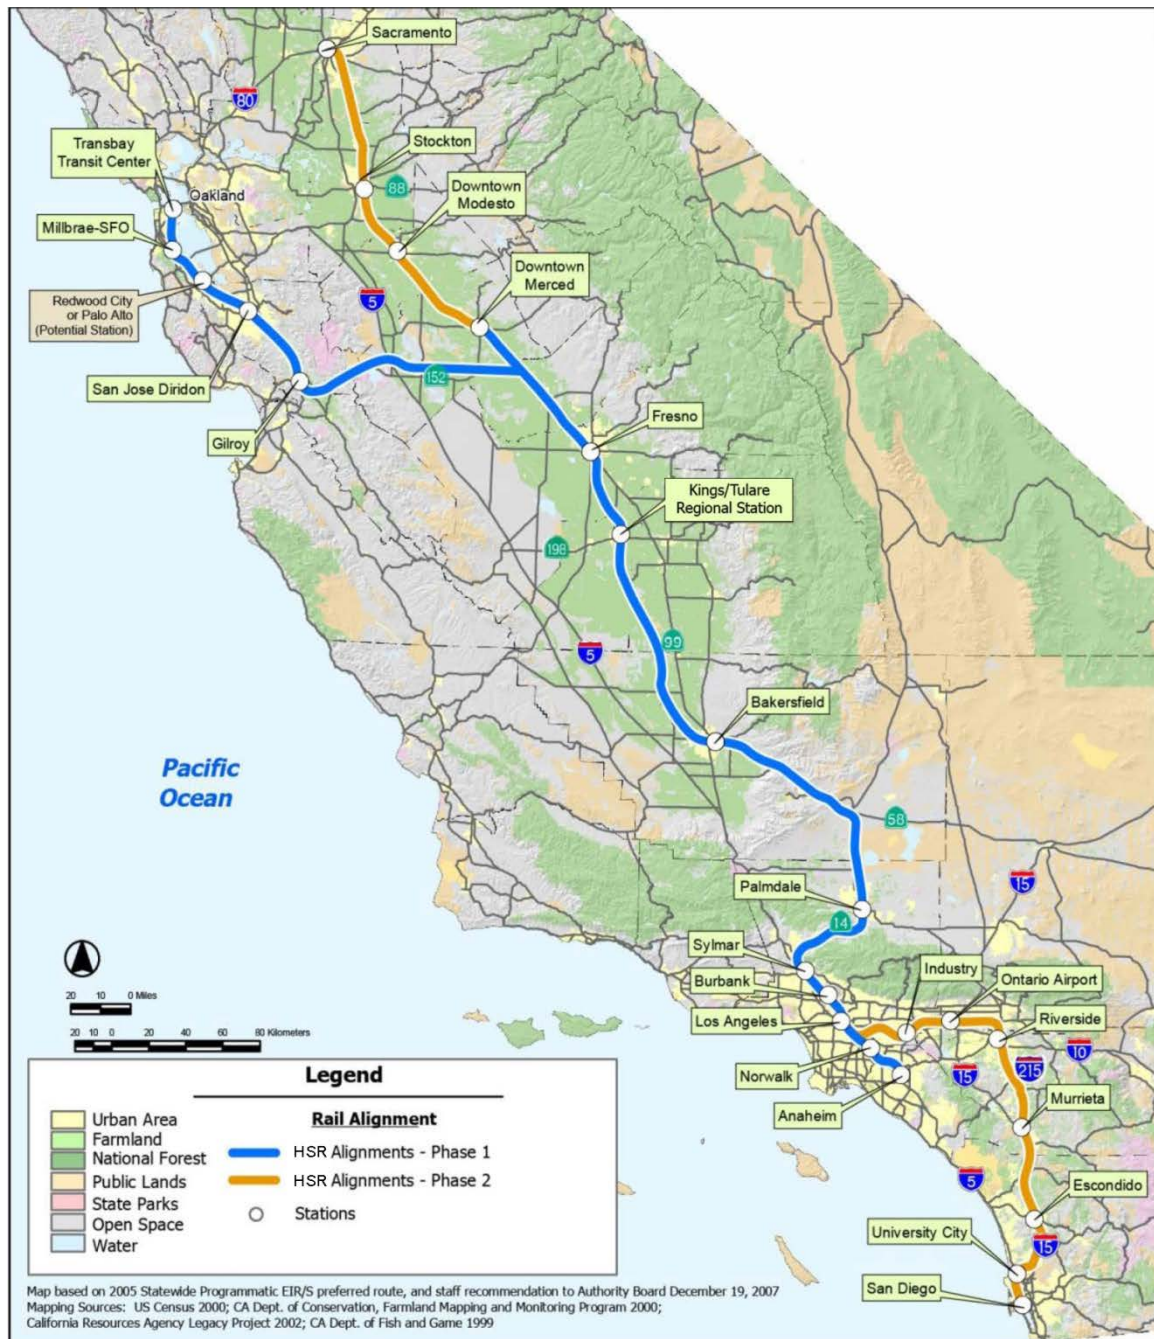 Sacramento
80
Transbay
Transit Center
Stockton
88
Oakland
Downtown
Modesto
Millbrae-SFO
Downtown
Merced
Redwood City
or Palo Alto
(Potential Station)
5
152
San Jose Diridon
Gilroy
Fresno
Kings/Tulare
Regional Station
198
99
5
Bakersfield
Pacific
Ocean
58
15
Palmdale
14
Sylmar
Industry
Burbank
Ontario Airport
Los Angeles
Riverside
10
Norwalk
15
215
Anaheim
Murrieta
5
Escondido
University City
15
San Diego
20 10 0 Miles
20 10 0 20 40 60 80 Kilometers
Legend
Rail Alignment
Urban Area
Farmland
National Forest
Public Lands
State Parks
Open Space
Water
HSR Alignments - Phase 1
HSR Alignments - Phase 2
Stations
Map based on 2005 Statewide Programmatic EIR/S preferred route, and staff recommendation to Authority Board December 19, 2007
Mapping Sources: US Census 2000; CA Dept. of Conservation, Farmland Mapping and Monitoring Program 2000;
California Resources Agency Legacy Project 2002; CA Dept. of Fish and Game 1999